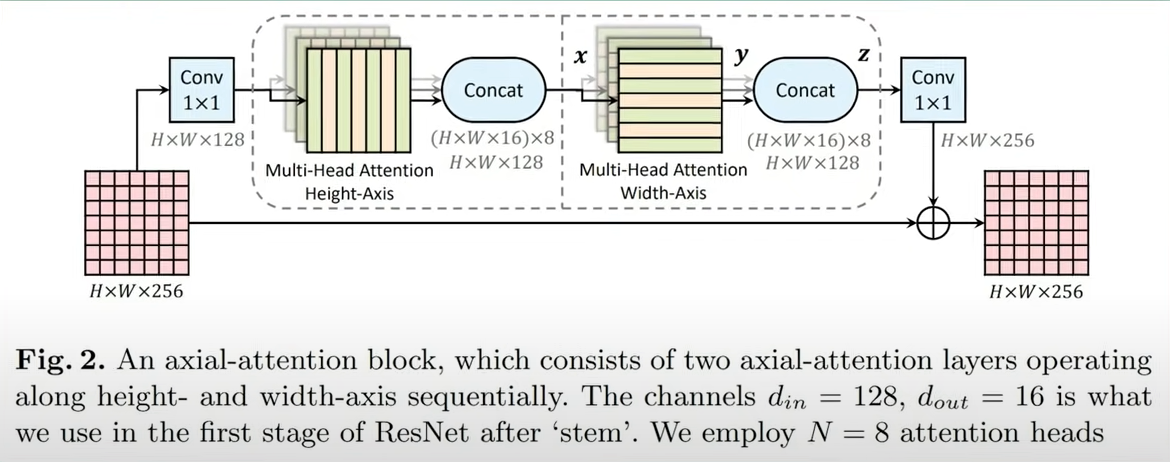 Conv
1×1
H×W×128
Multi-Head Attention
Height-Axis
Concat
(H×W×16)×8
H×W×128
x
Multi-Head Attention
Width-Axis
y
Concat
(H×W×16)×8
H×W×128
z
Conv
1×1
H×W×256
H×W×256
H×W×256
Fig. 2. An axial-attention block, which consists of two axial-attention layers operating
along height- and width-axis sequentially. The channels d_in = 128, d_out = 16 is what
we use in the first stage of ResNet after ‘stem’. We employ N = 8 attention heads